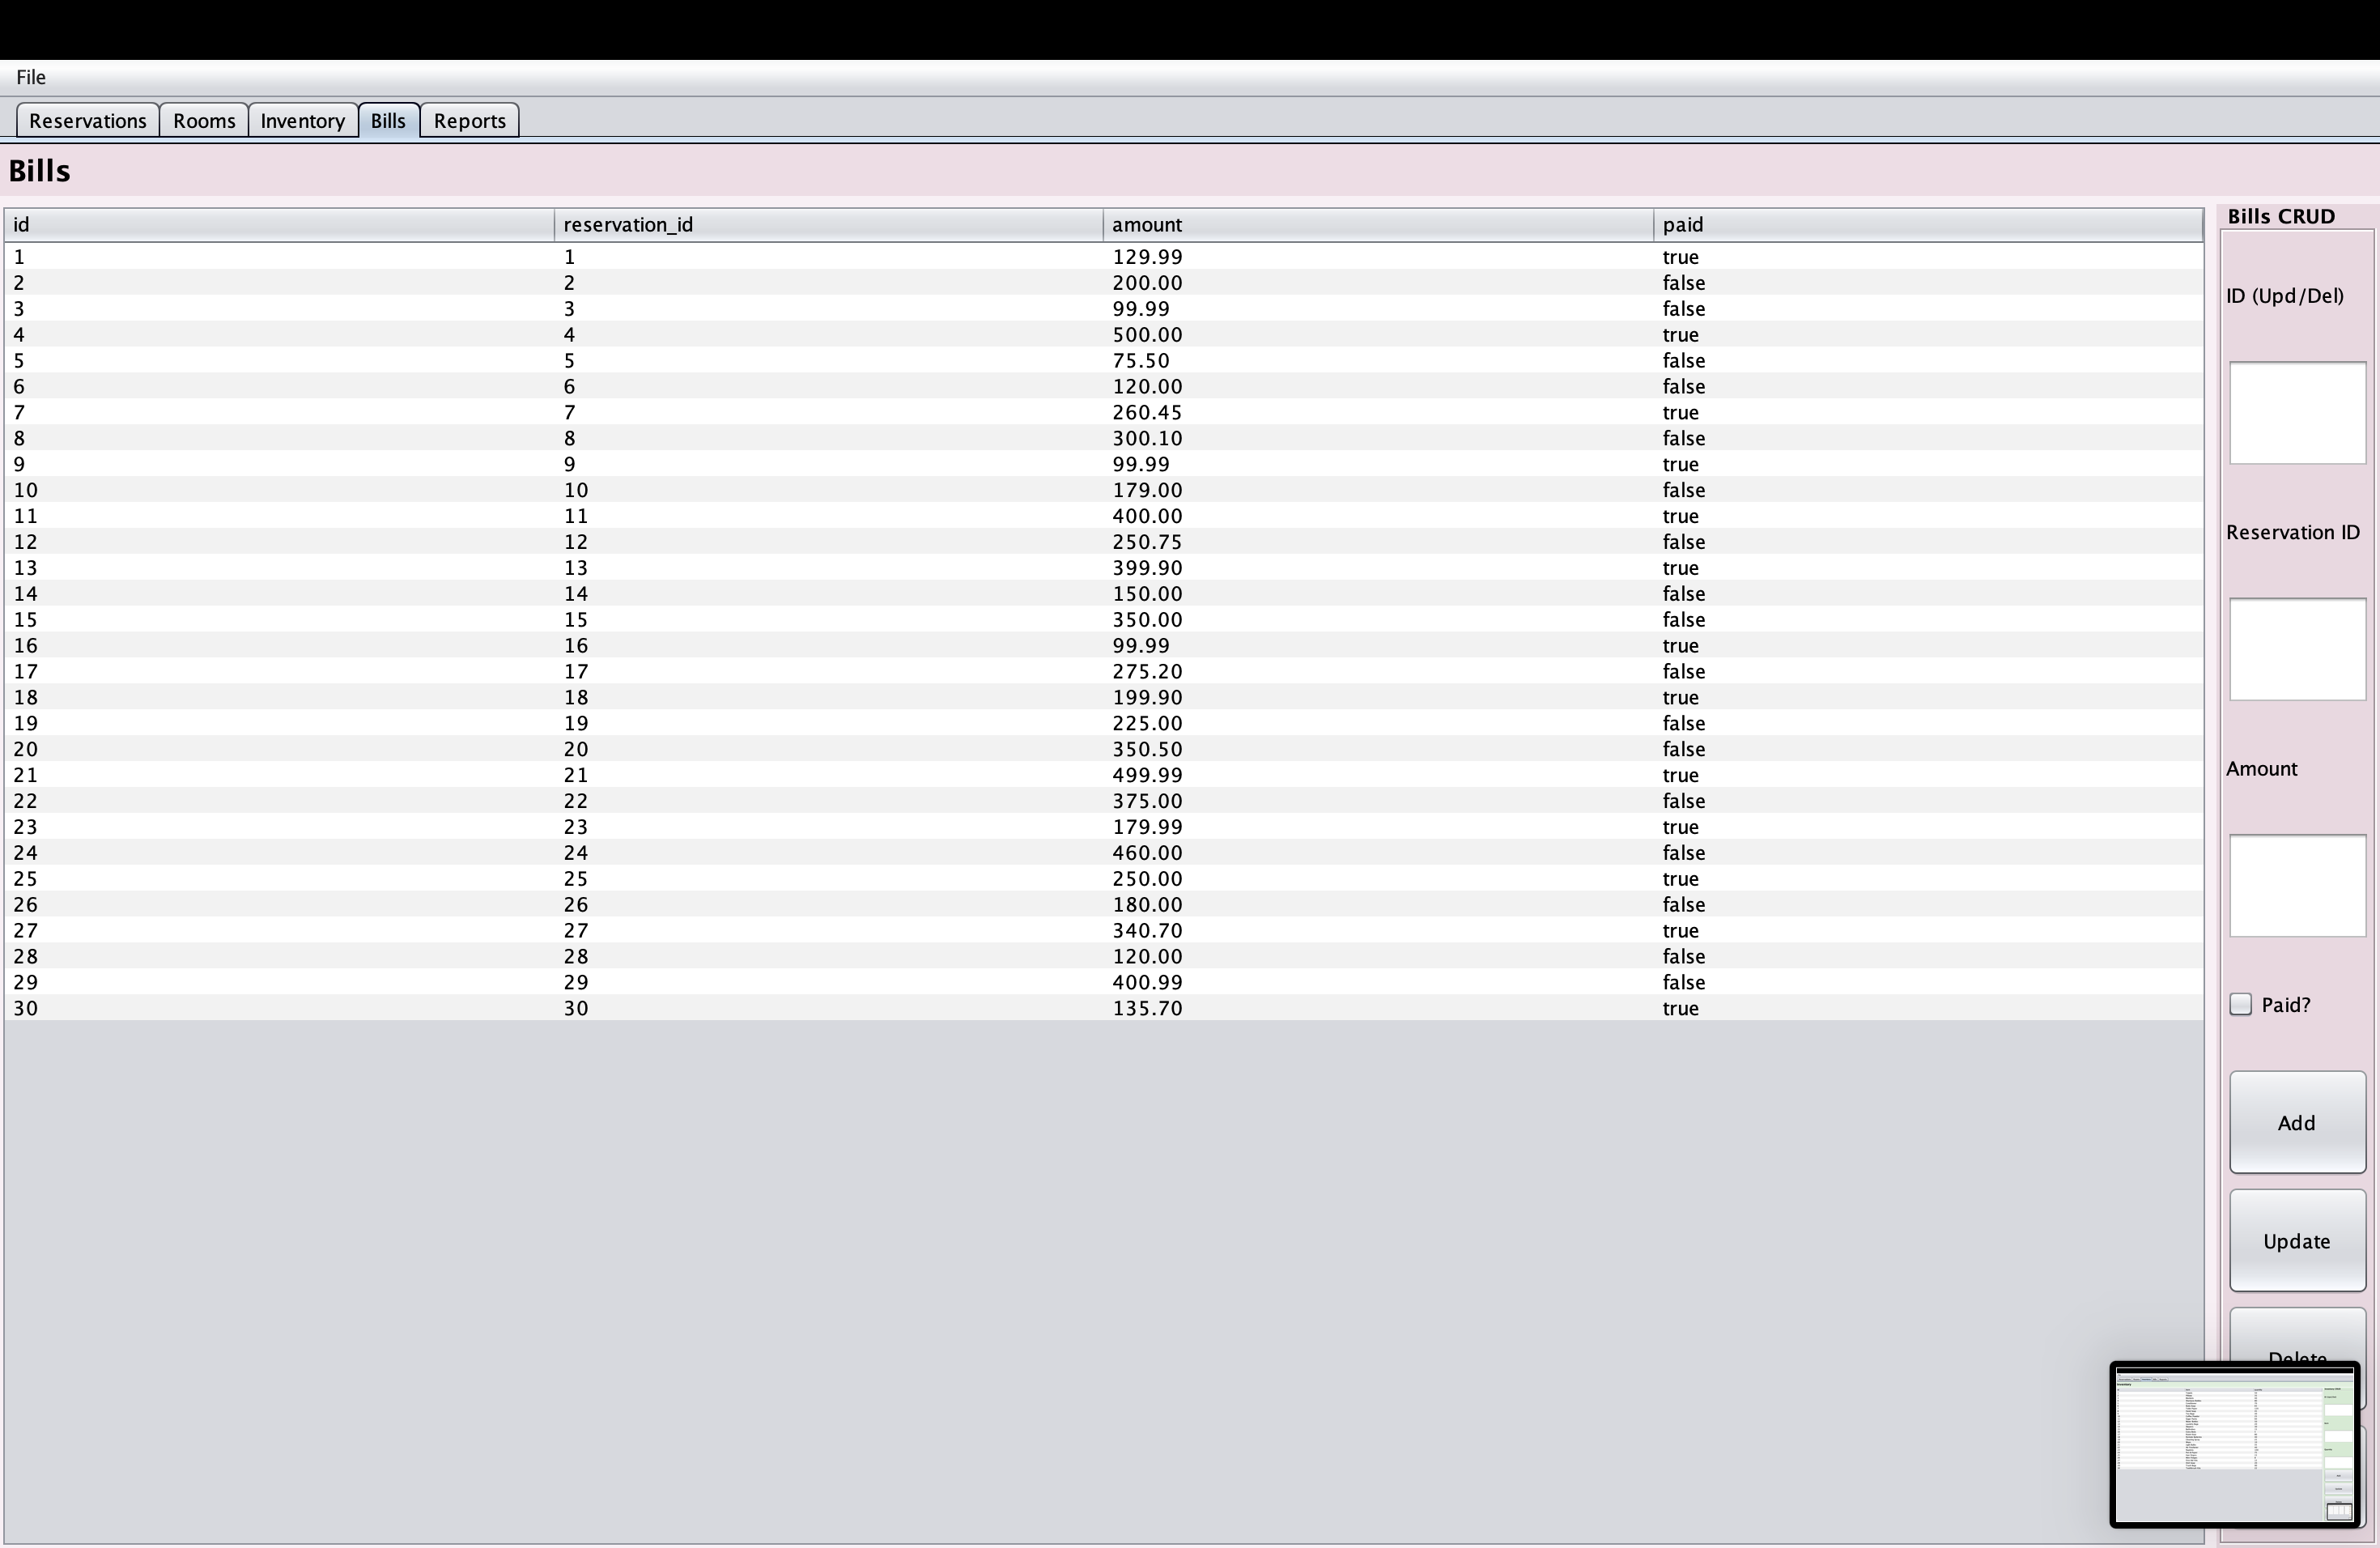 File
Reservations Rooms Inventory Bills Reports
Bills
id reservation_id amount paid
1 1 129.99 true
2 2 200.00 false
3 3 99.99 false
4 4 500.00 true
5 5 75.50 false
6 6 120.00 false
7 7 260.45 true
8 8 300.10 false
9 9 99.99 true
10 10 179.00 false
11 11 400.00 true
12 12 250.75 false
13 13 399.90 true
14 14 150.00 false
15 15 350.00 false
16 16 99.99 true
17 17 275.20 false
18 18 199.90 true
19 19 225.00 false
20 20 350.50 false
21 21 499.99 true
22 22 375.00 false
23 23 179.99 true
24 24 460.00 false
25 25 250.00 true
26 26 180.00 false
27 27 340.70 true
28 28 120.00 false
29 29 400.99 false
30 30 135.70 true
Bills CRUD
ID (Upd/Del)
Reservation ID
Amount
Paid?
Add
Update
Delete